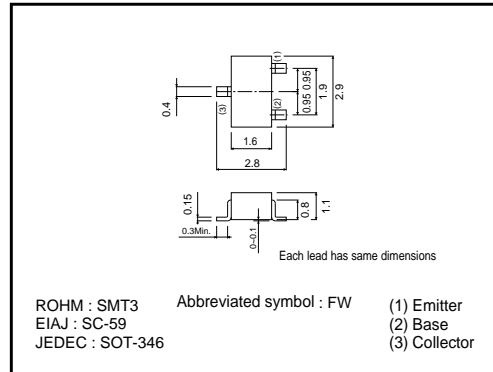 (1)
0.95 0.95
1.9
2.9
0.4
(3)
(2)
1.6
2.8
0.15
0.8
1.1
0.3Min.
0~0.1
Each lead has same dimensions
ROHM : SMT3
EIAJ : SC-59
JEDEC : SOT-346
Abbreviated symbol : FW
(1) Emitter
(2) Base
(3) Collector